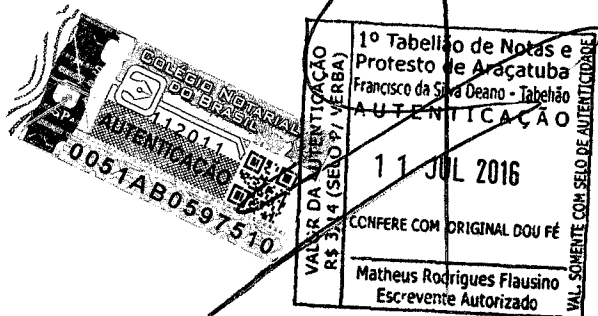 COLÉGIO NOTARIAL
DO BRASIL
112011
AUTENTICAÇÃO
0051AB0597510
SP
VALOR DA AUTENTICAÇÃO
R$ 3,14 (SELO P/ VERBA)
1º Tabelião de Notas e
Protesto de Araçatuba
Francisco da Silva Deano - Tabelião
AUTENTICAÇÃO
11 JUL 2016
CONFERE COM ORIGINAL DOU FÉ
Matheus Rodrigues Flausino
Escrevente Autorizado
VAL. SOMENTE COM SELO DE AUTENTICIDADE